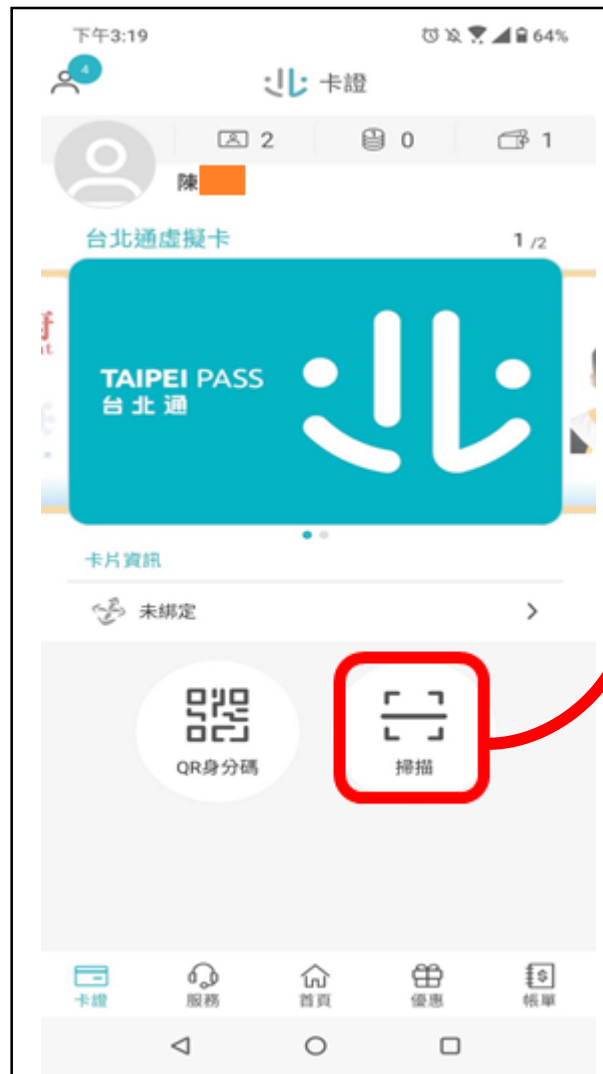 下午3:19 64%
4
卡證
2 0 1
陳
台北通虛擬卡 1 /2
TAIPEI PASS
台北通
卡片資訊
未綁定
QR身分碼 掃描
卡證 服務 首頁 優惠 帳單